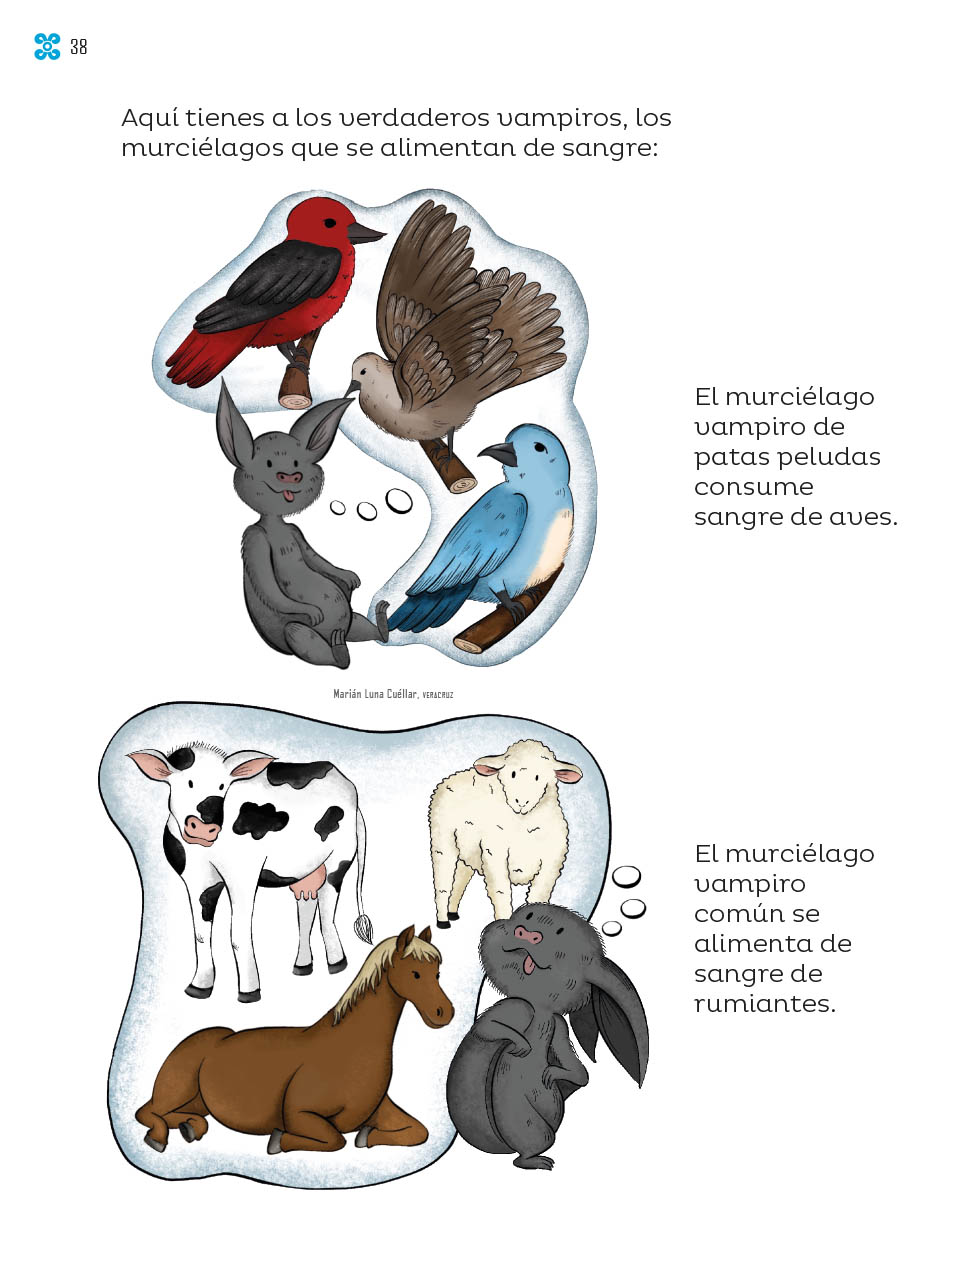 38
Aquí tienes a los verdaderos vampiros, los
murciélagos que se alimentan de sangre:
El murciélago
vampiro de
patas peludas
consume
sangre de aves.
Marián Luna Cuéllar, VERACRUZ
El murciélago
vampiro
común se
alimenta de
sangre de
rumiantes.